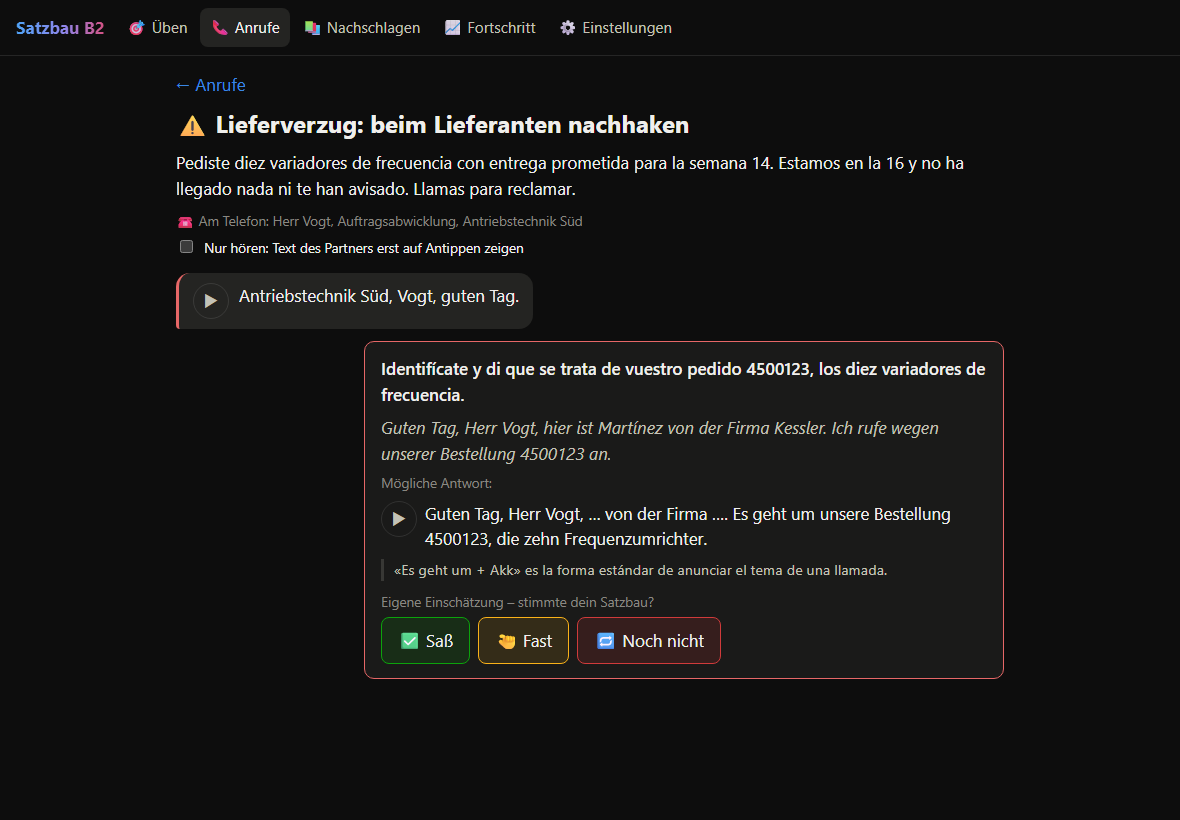 Satzbau B2
Üben
Anrufe
Nachschlagen
Fortschritt
Einstellungen
← Anrufe
Lieferverzug: beim Lieferanten nachhaken
Pediste diez variadores de frecuencia con entrega prometida para la semana 14. Estamos en la 16 y no ha
llegado nada ni te han avisado. Llamas para reclamar.
Am Telefon: Herr Vogt, Auftragsabwicklung, Antriebstechnik Süd
Nur hören: Text des Partners erst auf Antippen zeigen
Antriebstechnik Süd, Vogt, guten Tag.
Identifícate y di que se trata de vuestro pedido 4500123, los diez variadores de
frecuencia.
Guten Tag, Herr Vogt, hier ist Martínez von der Firma Kessler. Ich rufe wegen
unserer Bestellung 4500123 an.
Mögliche Antwort:
Guten Tag, Herr Vogt, … von der Firma …. Es geht um unsere Bestellung
4500123, die zehn Frequenzumrichter.
«Es geht um + Akk» es la forma estándar de anunciar el tema de una llamada.
Eigene Einschätzung – stimmte dein Satzbau?
Saß
Fast
Noch nicht